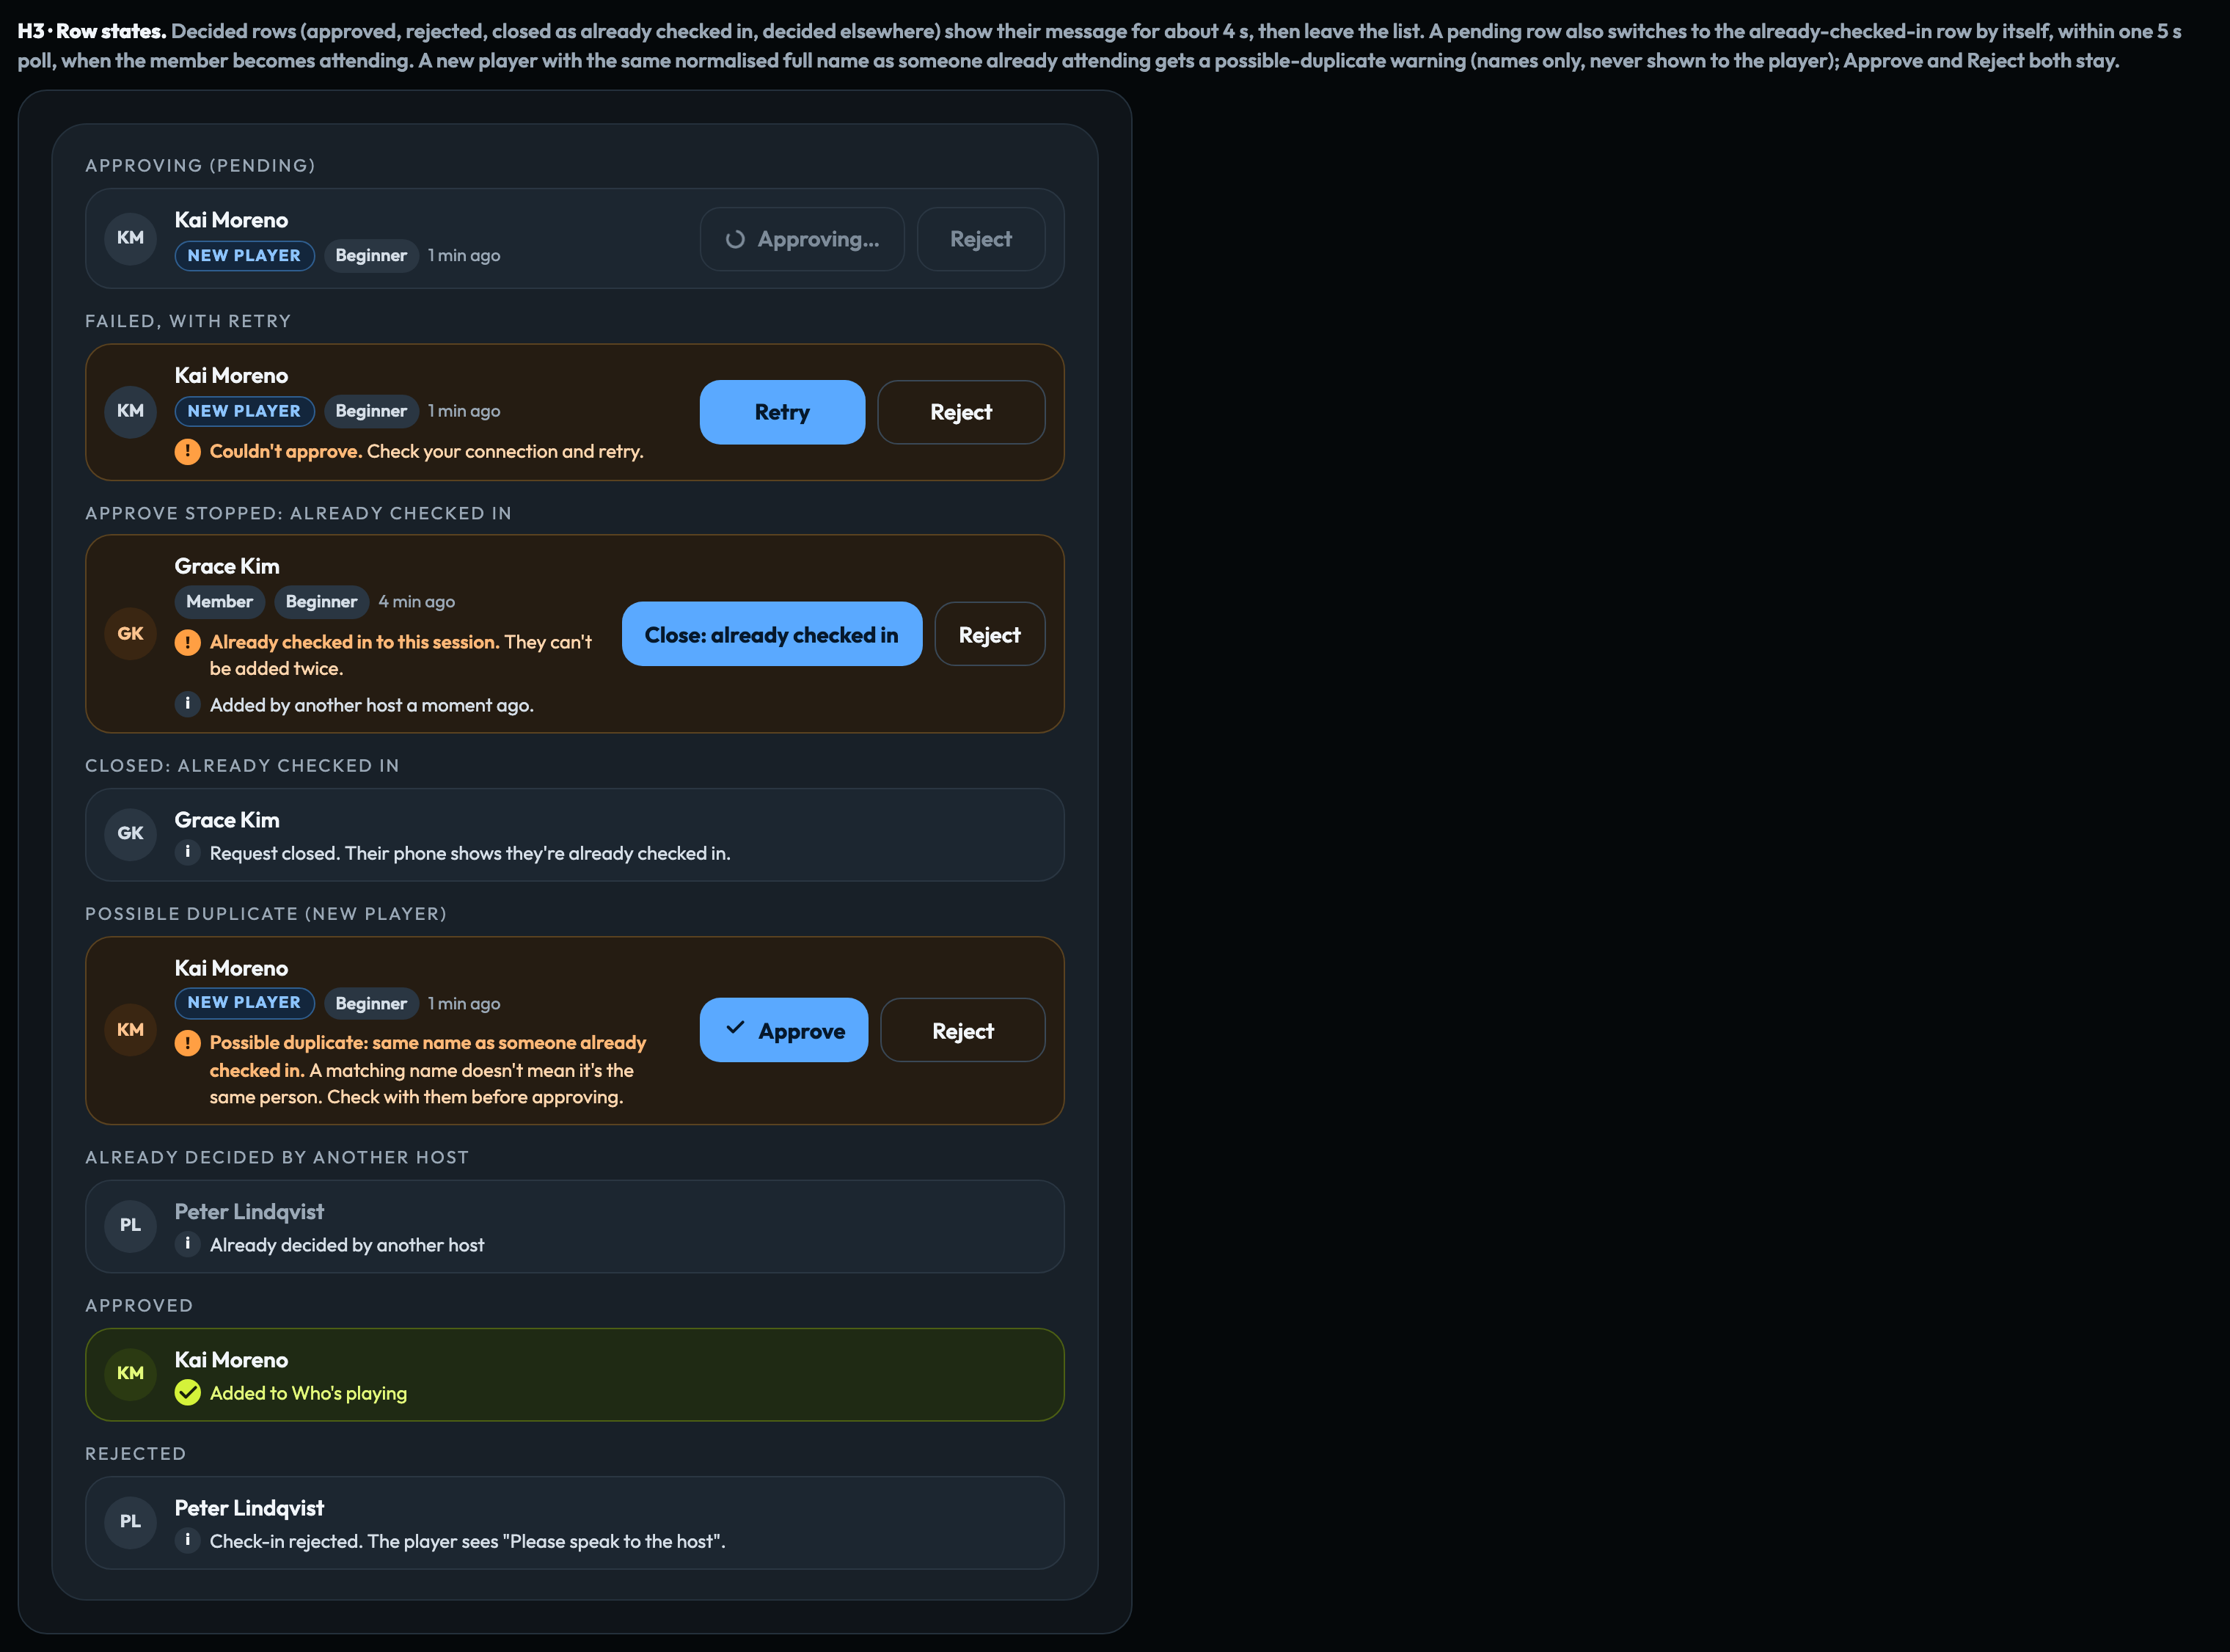 H3 · Row states. Decided rows (approved, rejected, closed as already checked in, decided elsewhere) show their message for about 4 s, then leave the list. A pending row also switches to the already-checked-in row by itself, within one 5 s
poll, when the member becomes attending. A new player with the same normalised full name as someone already attending gets a possible-duplicate warning (names only, never shown to the player); Approve and Reject both stay.
APPROVING (PENDING)
KM
Kai Moreno
NEW PLAYER Beginner 1 min ago
Approving... Reject
FAILED, WITH RETRY
KM
Kai Moreno
NEW PLAYER Beginner 1 min ago
! Couldn't approve. Check your connection and retry.
Retry Reject
APPROVE STOPPED: ALREADY CHECKED IN
GK
Grace Kim
Member Beginner 4 min ago
! Already checked in to this session. They can't
be added twice.
i Added by another host a moment ago.
Close: already checked in Reject
CLOSED: ALREADY CHECKED IN
GK
Grace Kim
i Request closed. Their phone shows they're already checked in.
POSSIBLE DUPLICATE (NEW PLAYER)
KM
Kai Moreno
NEW PLAYER Beginner 1 min ago
! Possible duplicate: same name as someone already
checked in. A matching name doesn't mean it's the
same person. Check with them before approving.
Approve Reject
ALREADY DECIDED BY ANOTHER HOST
PL
Peter Lindqvist
i Already decided by another host
APPROVED
KM
Kai Moreno
Added to Who's playing
REJECTED
PL
Peter Lindqvist
i Check-in rejected. The player sees "Please speak to the host".